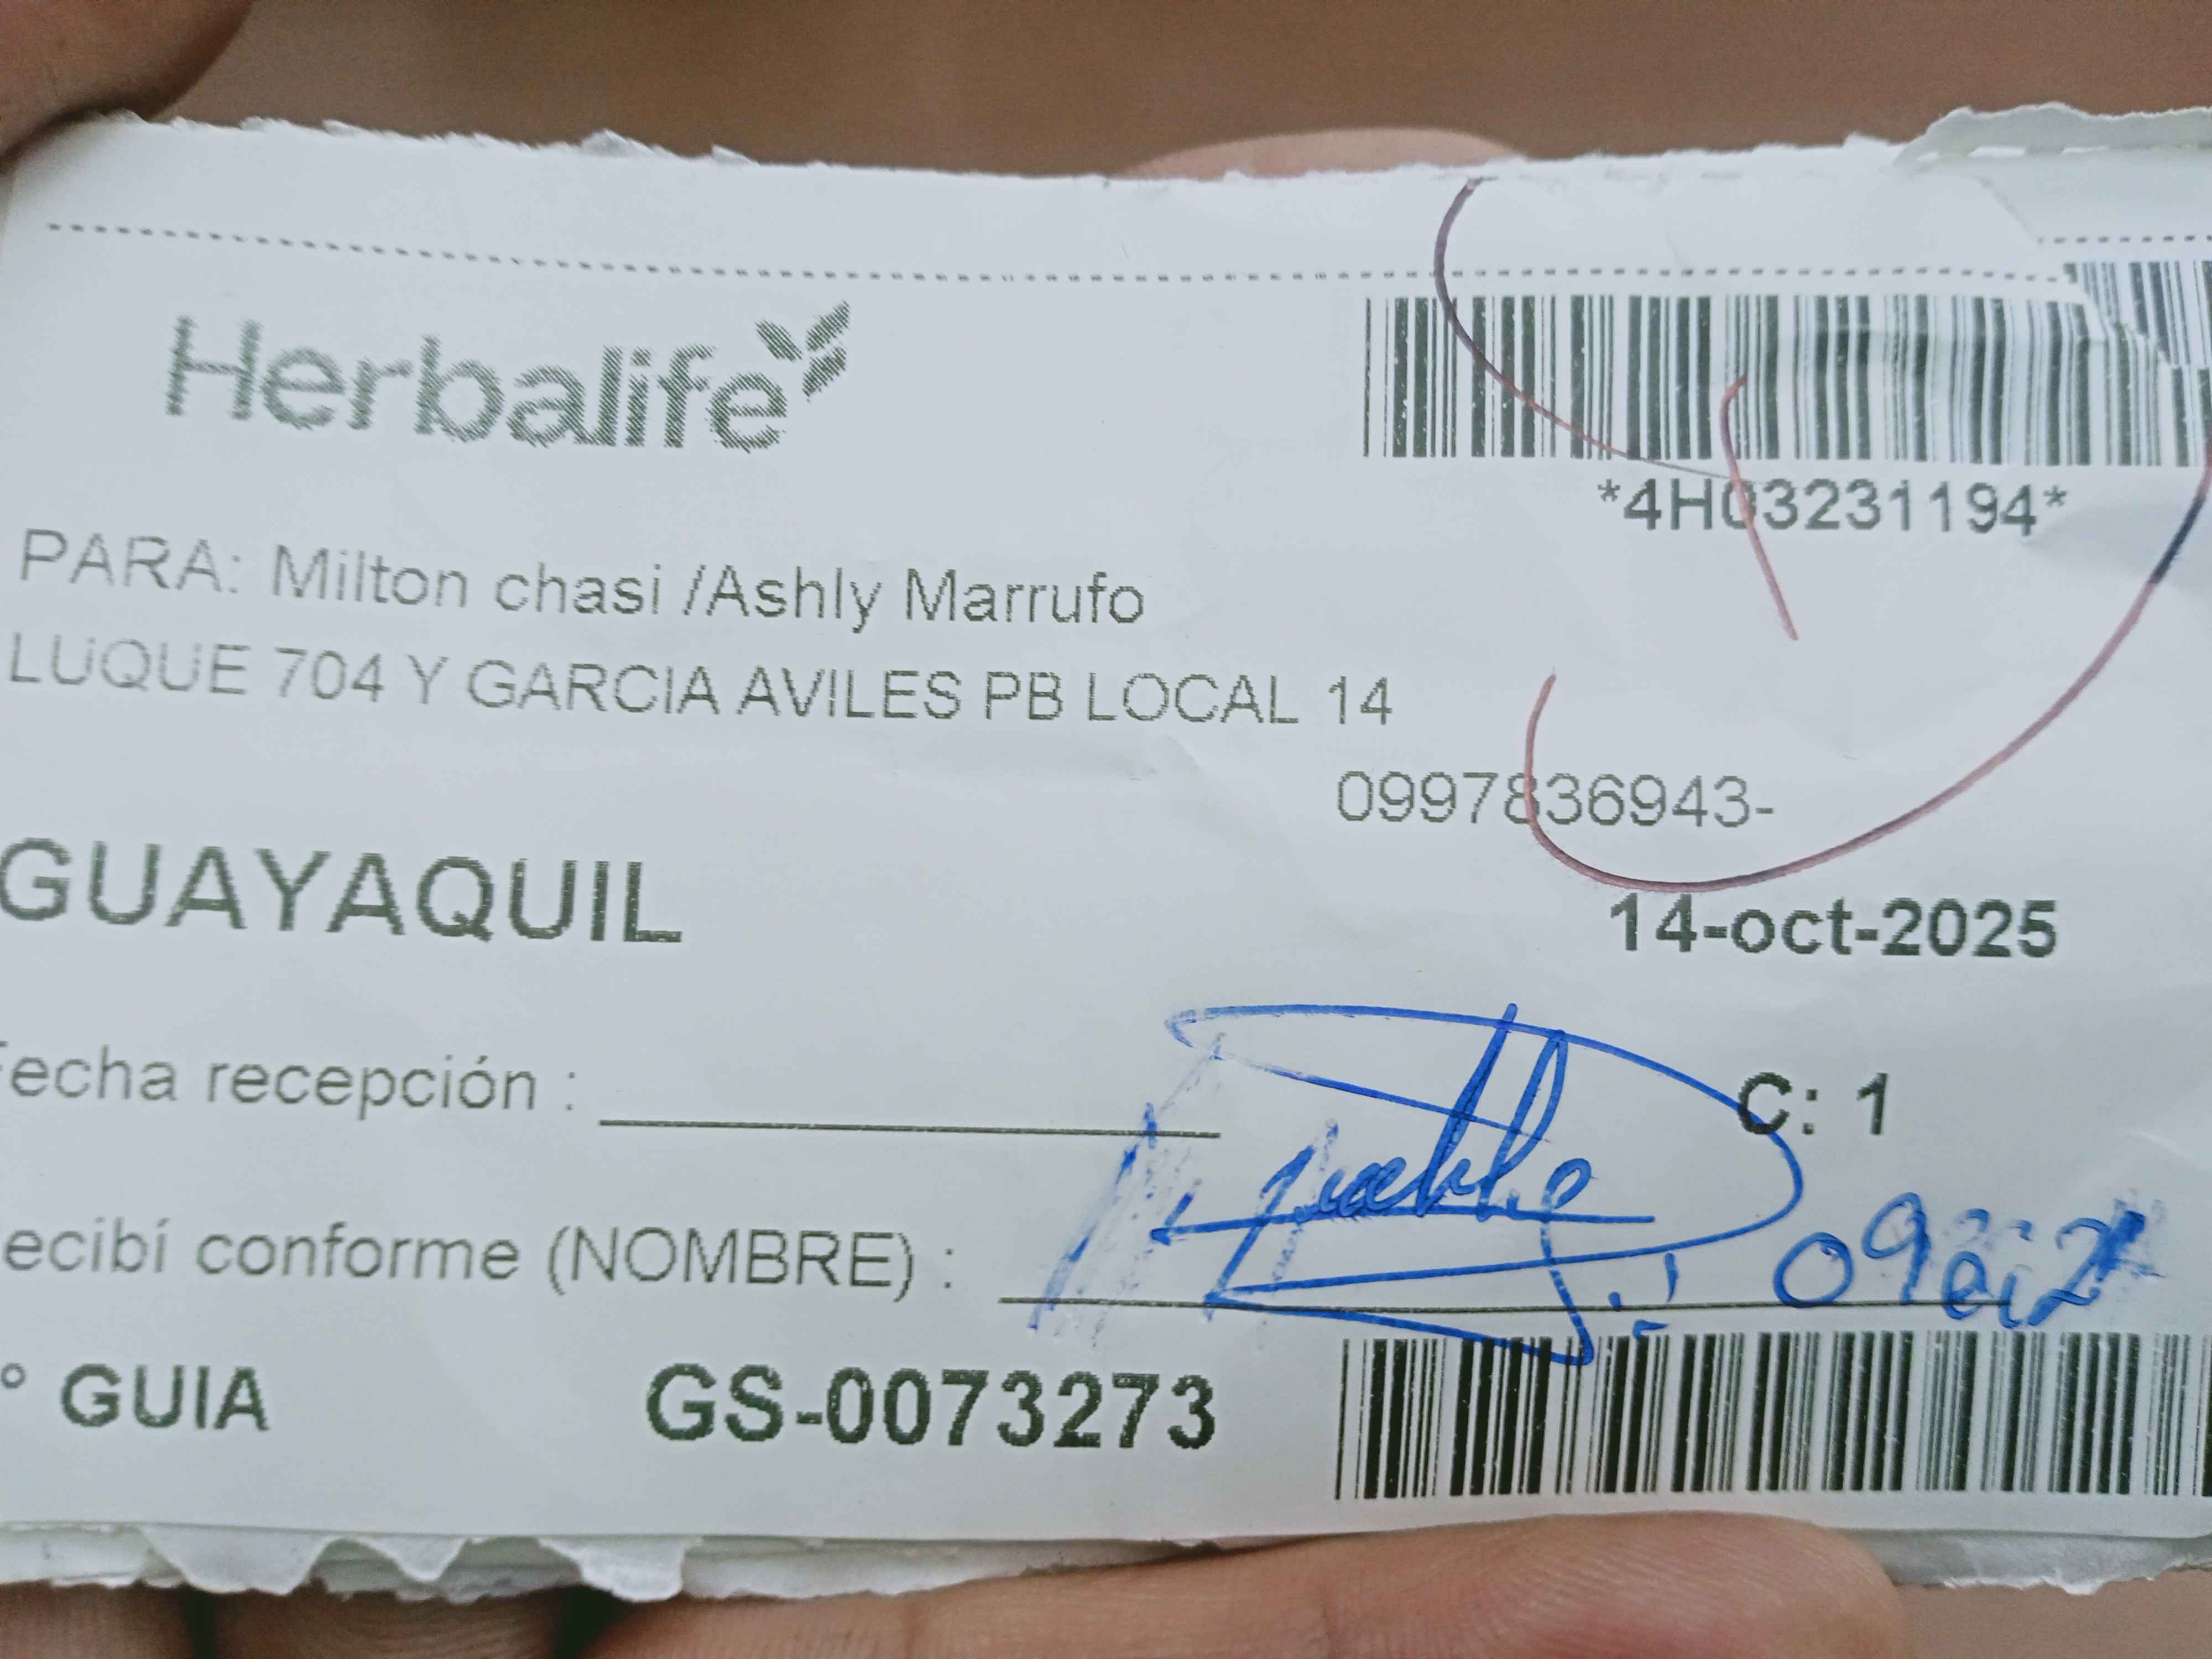 Herbalife
*4H03231194*
PARA: Milton chasi /Ashly Marrufo
LUQUE 704 Y GARCIA AVILES PB LOCAL 14
0997836943-
GUAYAQUIL
14-oct-2025
echa recepción :
C: 1
ecibí conforme (NOMBRE) :
° GUIA GS-0073273